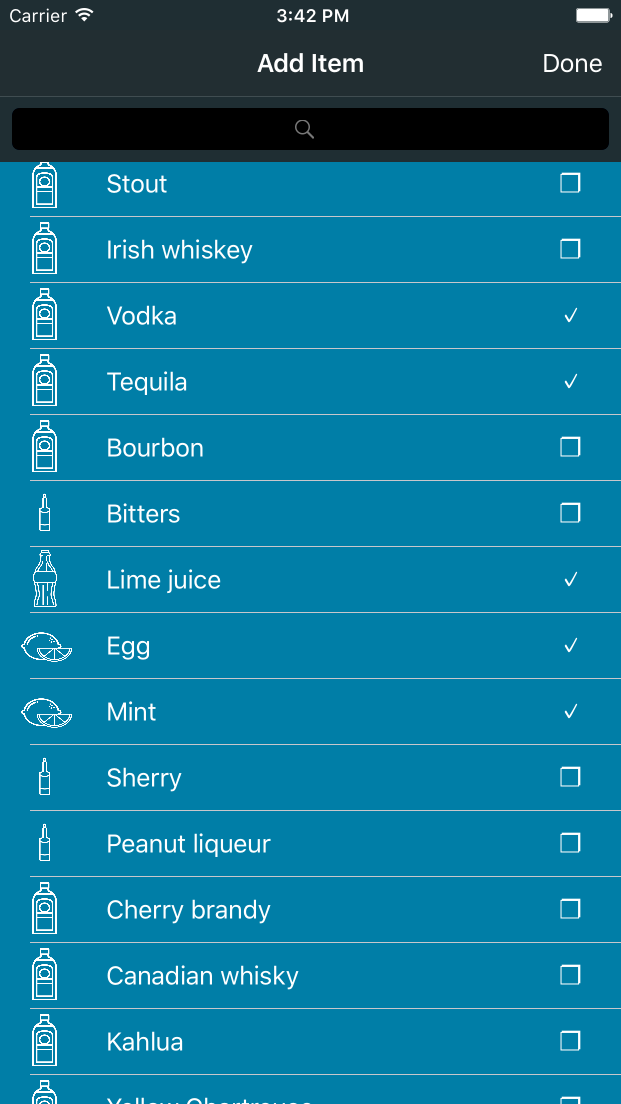 Carrier 3:42 PM
Add Item Done
Stout
Irish whiskey
Vodka
Tequila
Bourbon
Bitters
Lime juice
Egg
Mint
Sherry
Peanut liqueur
Cherry brandy
Canadian whisky
Kahlua